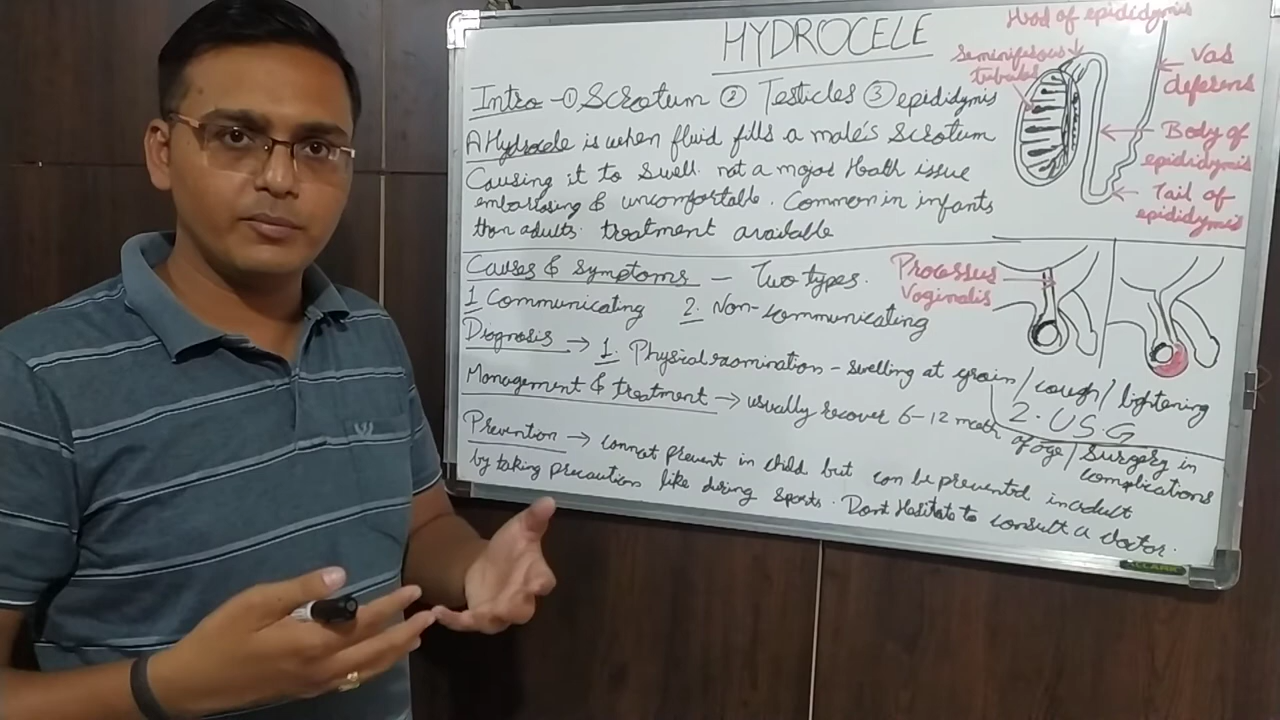 HYDROCELE
Intro - ① Scrotum ② Testicles ③ epididymis
A Hydrocele is when fluid fills a male's Scrotum
Causing it to swell. not a major Health issue
embarrasing & uncomfortable. Common in infants
than adults. treatment available
Head of epididymis
Seminiferous
tubules
Vas
deferens
Body of
epididymis
Tail of
epididymis
Causes & Symptoms - Two types.
1 Communicating 2. Non-communicating
Processus
Vaginalis
Diagnosis → 1. Physical examination - swelling at groin / cough / lightening
2. U.S.G
Management & treatment → usually recover 6-12 month
of age / Surgery in
complications
Prevention → cannot prevent in child but can be prevented in adult
by taking precautions like during sports. Dont Hasitate to consult a doctor.